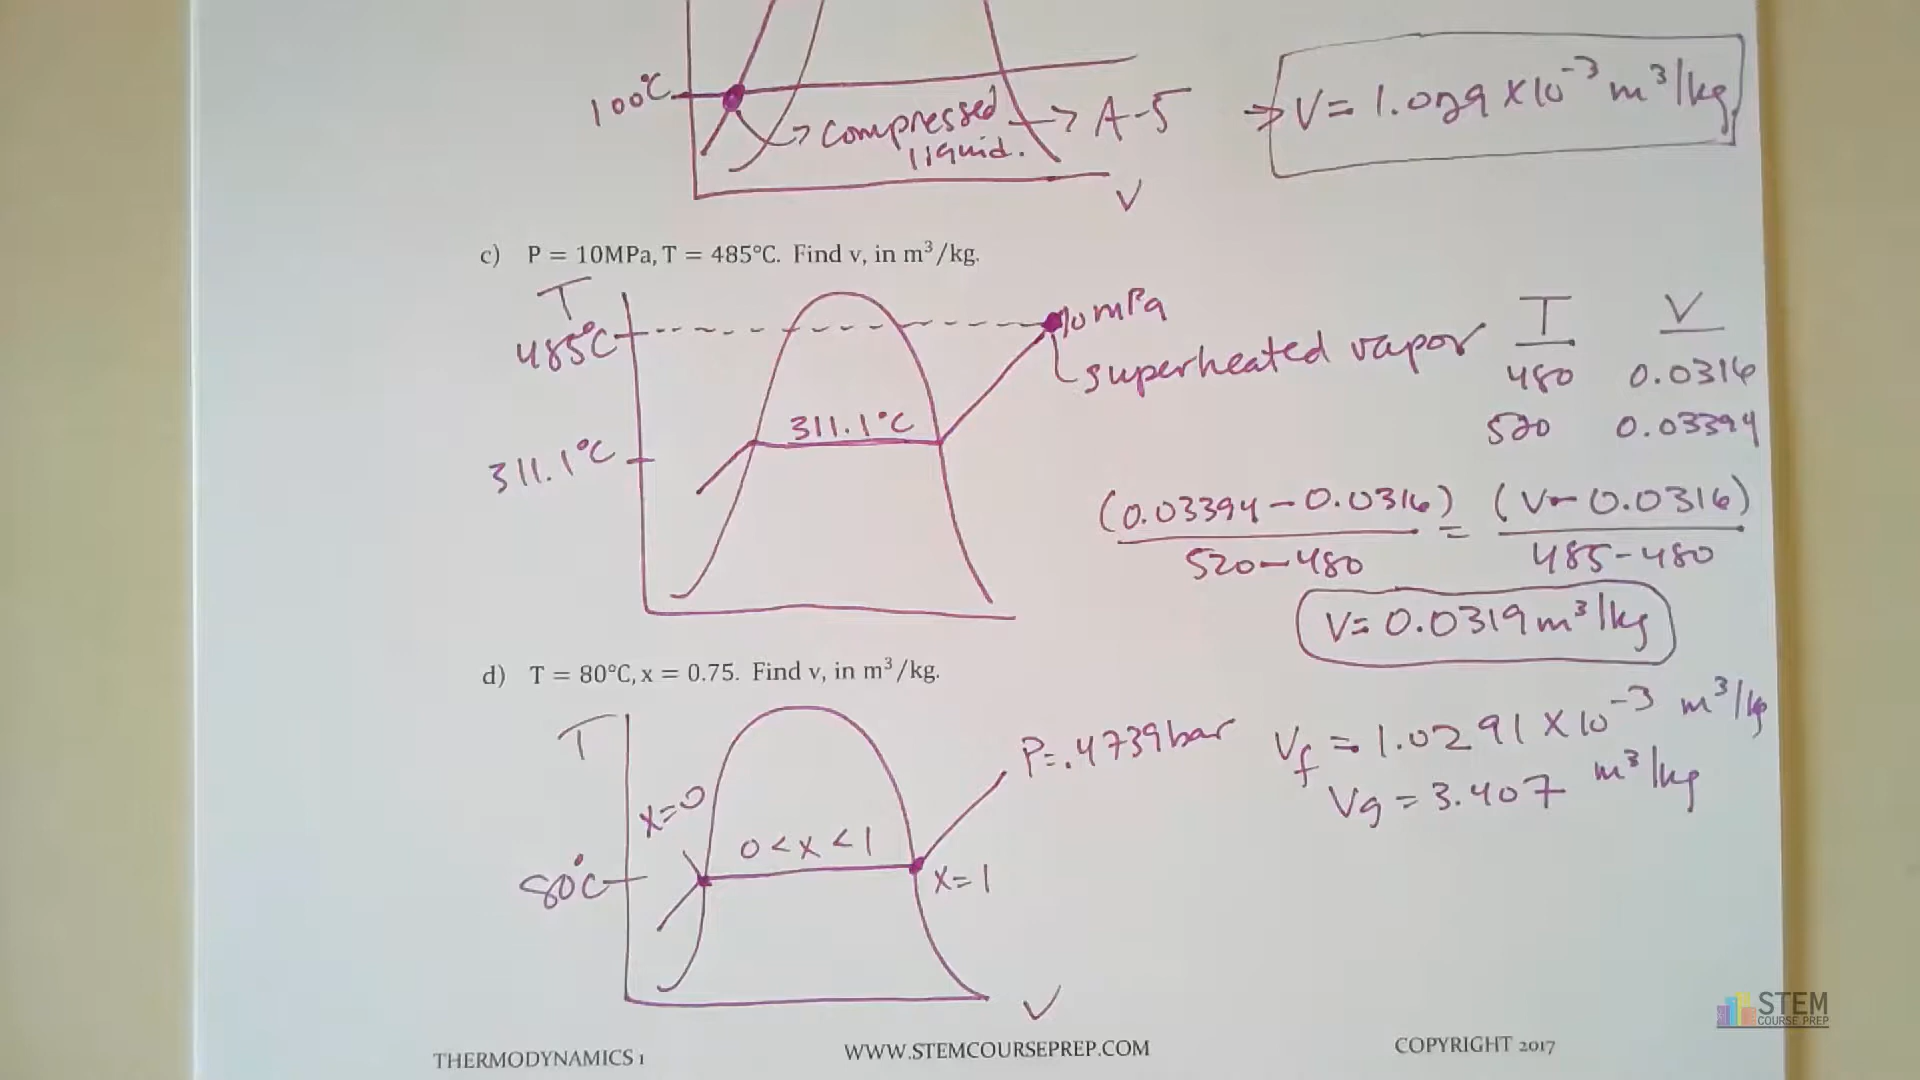 100°C
compressed
liquid.
→ A-5
⇒ V = 1.029 × 10⁻³ m³/kg
V
c) P = 10MPa, T = 485°C. Find v, in m³/kg.
T
485°C
10 MPa
superheated vapor
311.1°C
311.1°C
T V
480 0.0316
520 0.03394
(0.03394 - 0.0316) / 520 - 480 = (V - 0.0316) / 485 - 480
V = 0.0319 m³/kg
d) T = 80°C, x = 0.75. Find v, in m³/kg.
T
P = .4739 bar
Vf = 1.0291 × 10⁻³ m³/kg
Vg = 3.407 m³/kg
x=0
0 < x < 1
80°C
x=1
V
STEM
COURSE PREP
THERMODYNAMICS 1
WWW.STEMCOURSEPREP.COM
COPYRIGHT 2017